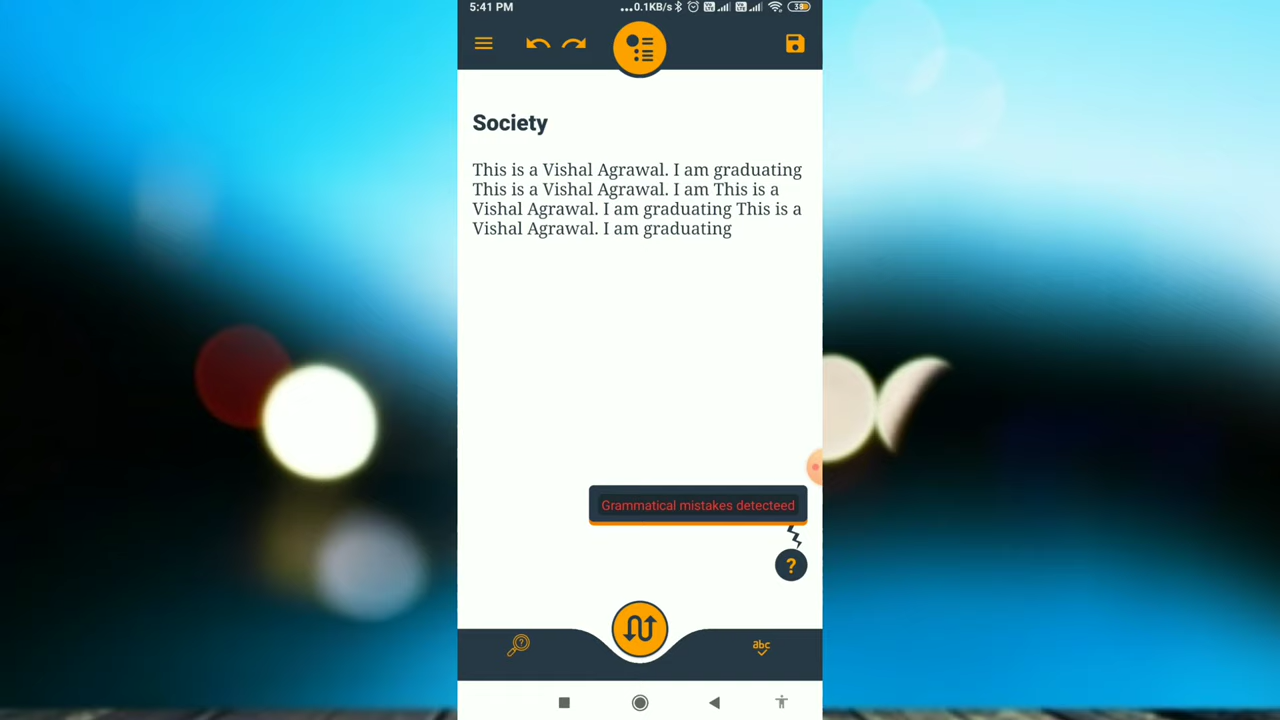 5:41 PM
...0.1KB/s
38
Society
This is a Vishal Agrawal. I am graduating
This is a Vishal Agrawal. I am This is a
Vishal Agrawal. I am graduating This is a
Vishal Agrawal. I am graduating
Grammatical mistakes detecteed
?
abc